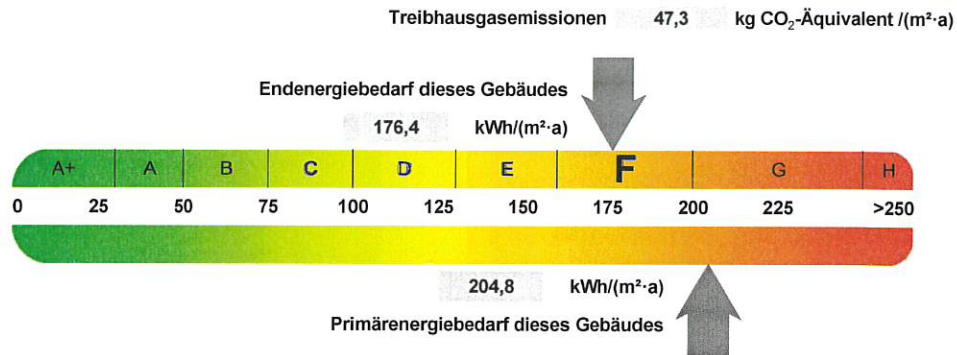 Treibhausgasemissionen 47,3 kg CO₂-Äquivalent /(m²·a)
Endenergiebedarf dieses Gebäudes
176,4 kWh/(m²·a)
A+ A B C D E F G H
0 25 50 75 100 125 150 175 200 225 >250
204,8 kWh/(m²·a)
Primärenergiebedarf dieses Gebäudes